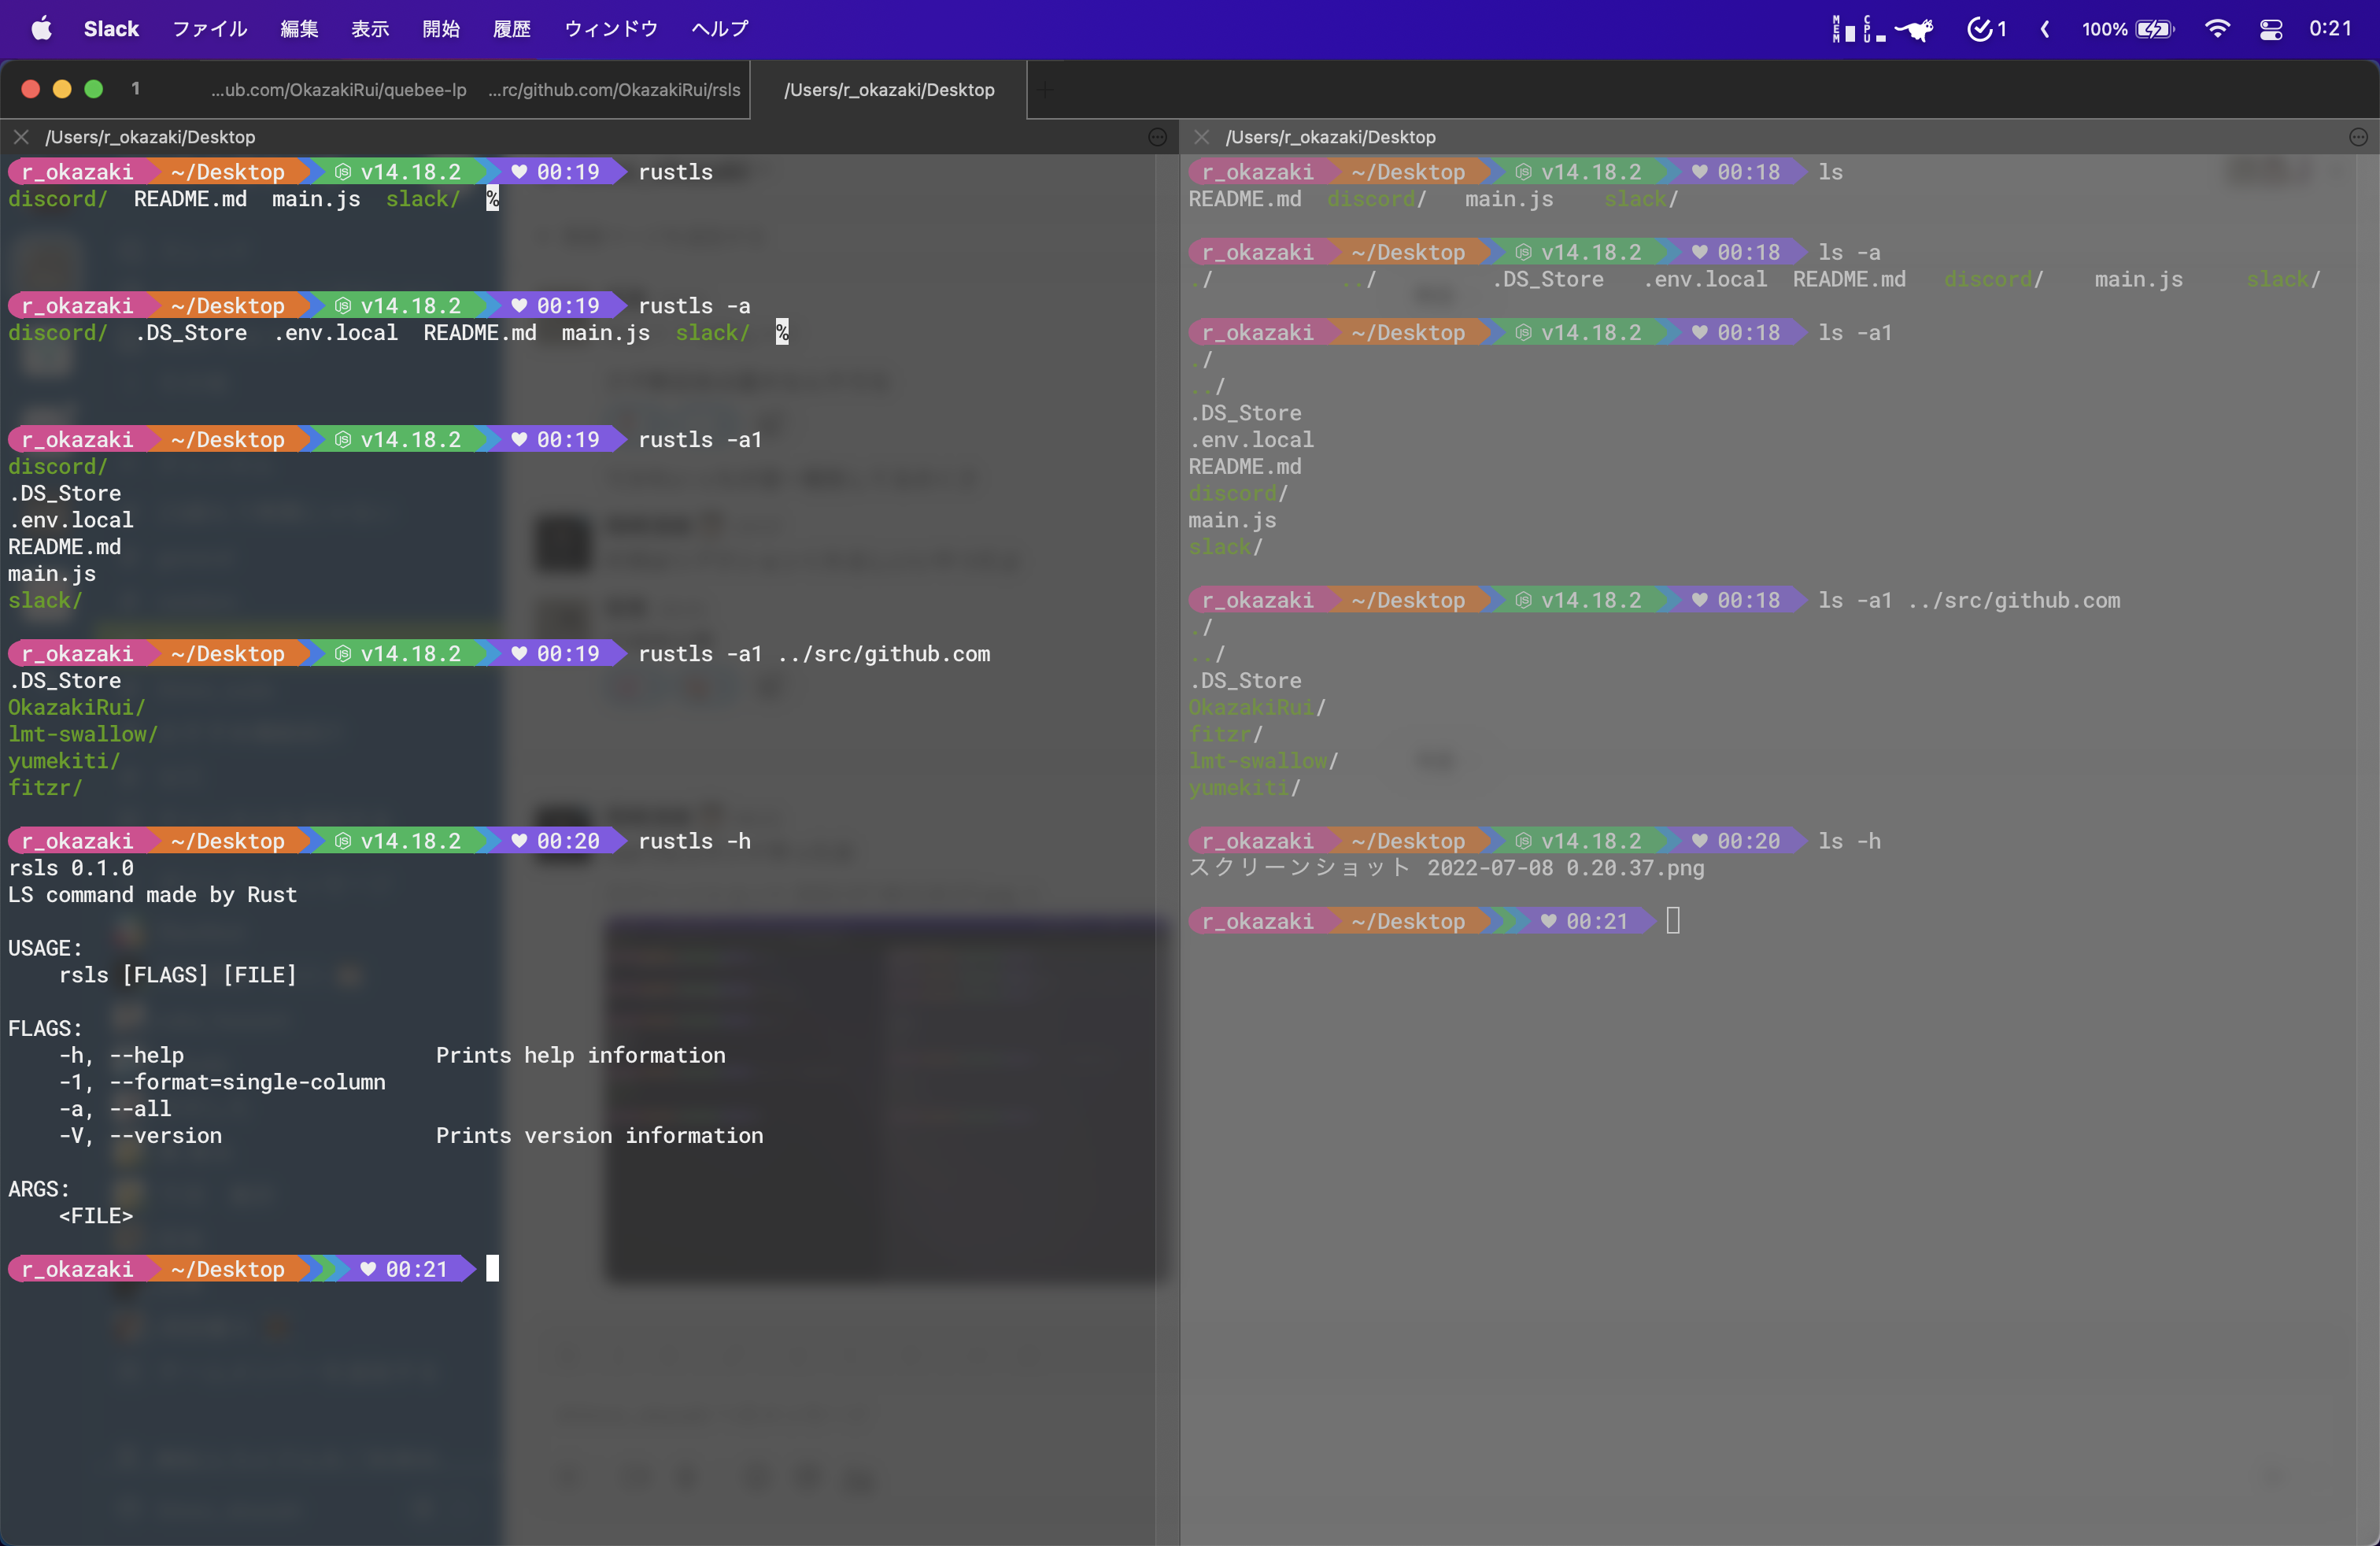 Slack ファイル 編集 表示 開始 履歴 ウィンドウ ヘルプ MEM CPU 1 100% 0:21
1 ...ub.com/OkazakiRui/quebee-lp ...rc/github.com/OkazakiRui/rsls /Users/r_okazaki/Desktop
/Users/r_okazaki/Desktop
r_okazaki ~/Desktop v14.18.2 00:19 rustls
discord/ README.md main.js slack/ %
r_okazaki ~/Desktop v14.18.2 00:19 rustls -a
discord/ .DS_Store .env.local README.md main.js slack/ %
r_okazaki ~/Desktop v14.18.2 00:19 rustls -a1
discord/
.DS_Store
.env.local
README.md
main.js
slack/
r_okazaki ~/Desktop v14.18.2 00:19 rustls -a1 ../src/github.com
.DS_Store
OkazakiRui/
lmt-swallow/
yumekiti/
fitzr/
r_okazaki ~/Desktop v14.18.2 00:20 rustls -h
rsls 0.1.0
LS command made by Rust
USAGE:
rsls [FLAGS] [FILE]
FLAGS:
-h, --help Prints help information
-1, --format=single-column
-a, --all
-V, --version Prints version information
ARGS:
<FILE>
r_okazaki ~/Desktop 00:21
/Users/r_okazaki/Desktop
r_okazaki ~/Desktop v14.18.2 00:18 ls
README.md discord/ main.js slack/
r_okazaki ~/Desktop v14.18.2 00:18 ls -a
./ ../ .DS_Store .env.local README.md discord/ main.js slack/
r_okazaki ~/Desktop v14.18.2 00:18 ls -a1
./
../
.DS_Store
.env.local
README.md
discord/
main.js
slack/
r_okazaki ~/Desktop v14.18.2 00:18 ls -a1 ../src/github.com
./
../
.DS_Store
OkazakiRui/
fitzr/
lmt-swallow/
yumekiti/
r_okazaki ~/Desktop v14.18.2 00:20 ls -h
スクリーンショット 2022-07-08 0.20.37.png
r_okazaki ~/Desktop 00:21